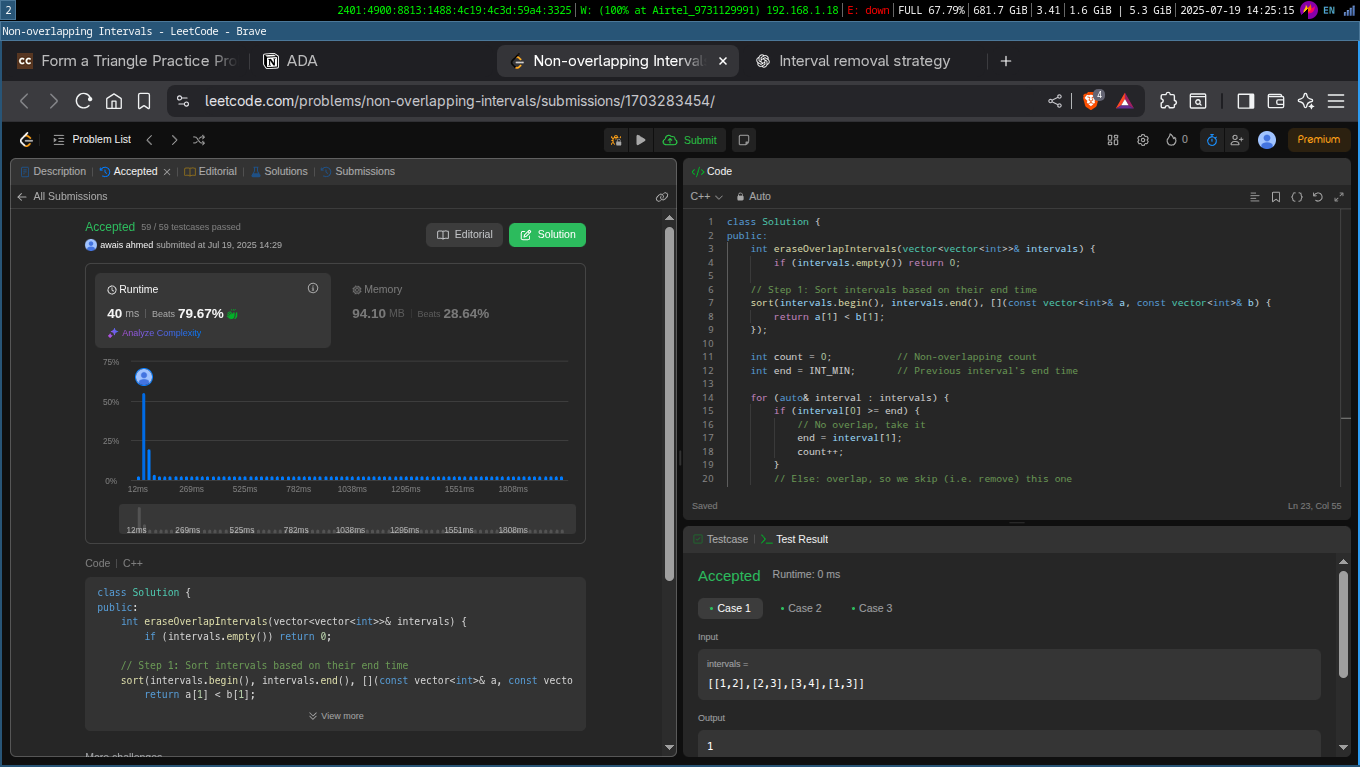 2 2401:4900:8813:1488:4c19:4c3d:59a4:3325 | W: (100% at Airtel_9731129991) 192.168.1.18 | E: down | FULL 67.79% | 681.7 GiB | 3.41 | 1.6 GiB | 5.3 GiB | 2025-07-19 14:25:15 EN
Non-overlapping Intervals - LeetCode - Brave
CC Form a Triangle Practice Pro ADA Non-overlapping Interval Interval removal strategy
leetcode.com/problems/non-overlapping-intervals/submissions/1703283454/ 4
Problem List Submit 0 Premium
Description | Accepted | Editorial | Solutions | Submissions
All Submissions
Accepted 59 / 59 testcases passed
awais ahmed submitted at Jul 19, 2025 14:29
Editorial Solution
Runtime
40 ms | Beats 79.67%
Analyze Complexity
Memory
94.10 MB | Beats 28.64%
75%
50%
25%
0%
12ms 269ms 525ms 782ms 1038ms 1295ms 1551ms 1808ms
12ms 269ms 525ms 782ms 1038ms 1295ms 1551ms 1808ms
Code | C++
class Solution {
public:
int eraseOverlapIntervals(vector<vector<int>>& intervals) {
if (intervals.empty()) return 0;
// Step 1: Sort intervals based on their end time
sort(intervals.begin(), intervals.end(), [](const vector<int>& a, const vecto
return a[1] < b[1];
View more
More challenges
</> Code
C++ Auto
1 class Solution {
2 public:
3 int eraseOverlapIntervals(vector<vector<int>>& intervals) {
4 if (intervals.empty()) return 0;
5
6 // Step 1: Sort intervals based on their end time
7 sort(intervals.begin(), intervals.end(), [](const vector<int>& a, const vector<int>& b) {
8 return a[1] < b[1];
9 });
10
11 int count = 0; // Non-overlapping count
12 int end = INT_MIN; // Previous interval's end time
13
14 for (auto& interval : intervals) {
15 if (interval[0] >= end) {
16 // No overlap, take it
17 end = interval[1];
18 count++;
19 }
20 // Else: overlap, so we skip (i.e. remove) this one
Saved Ln 23, Col 55
Testcase | >_ Test Result
Accepted Runtime: 0 ms
• Case 1 • Case 2 • Case 3
Input
intervals =
[[1,2],[2,3],[3,4],[1,3]]
Output
1